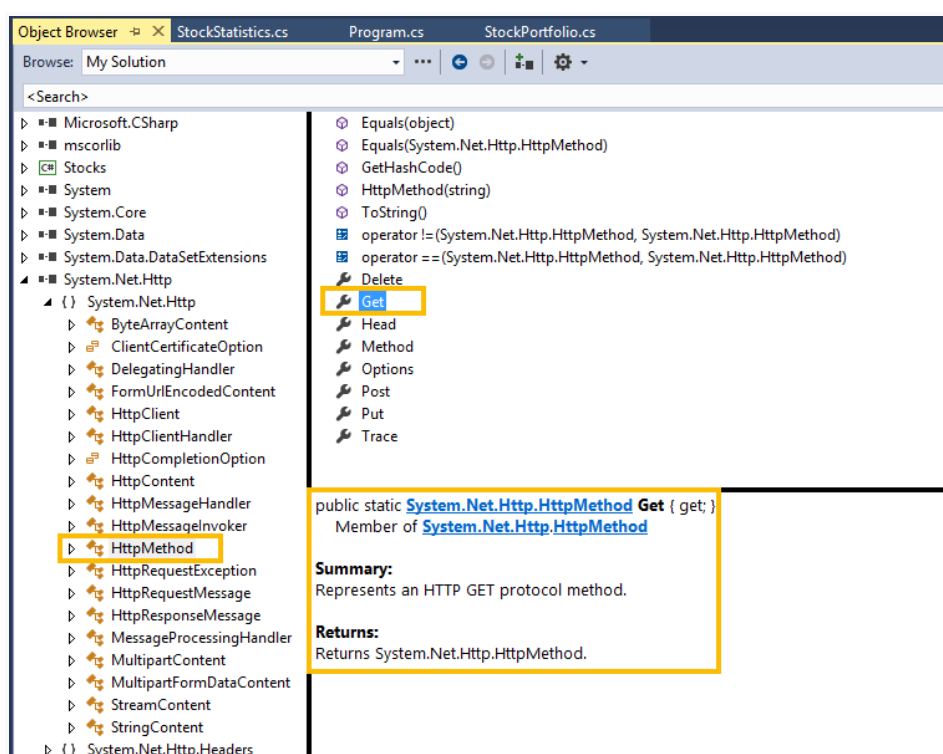 Object Browser StockStatistics.cs Program.cs StockPortfolio.cs
Browse: My Solution
<Search>
Microsoft.CSharp
mscorlib
C# Stocks
System
System.Core
System.Data
System.Data.DataSetExtensions
System.Net.Http
{ } System.Net.Http
ByteArrayContent
ClientCertificateOption
DelegatingHandler
FormUrlEncodedContent
HttpClient
HttpClientHandler
HttpCompletionOption
HttpContent
HttpMessageHandler
HttpMessageInvoker
HttpMethod
HttpRequestException
HttpRequestMessage
HttpResponseMessage
MessageProcessingHandler
MultipartContent
MultipartFormDataContent
StreamContent
StringContent
{ } System.Net.Http.Headers
Equals(object)
Equals(System.Net.Http.HttpMethod)
GetHashCode()
HttpMethod(string)
ToString()
operator !=(System.Net.Http.HttpMethod, System.Net.Http.HttpMethod)
operator ==(System.Net.Http.HttpMethod, System.Net.Http.HttpMethod)
Delete
Get
Head
Method
Options
Post
Put
Trace
public static System.Net.Http.HttpMethod Get { get; }
Member of System.Net.Http.HttpMethod
Summary:
Represents an HTTP GET protocol method.
Returns:
Returns System.Net.Http.HttpMethod.